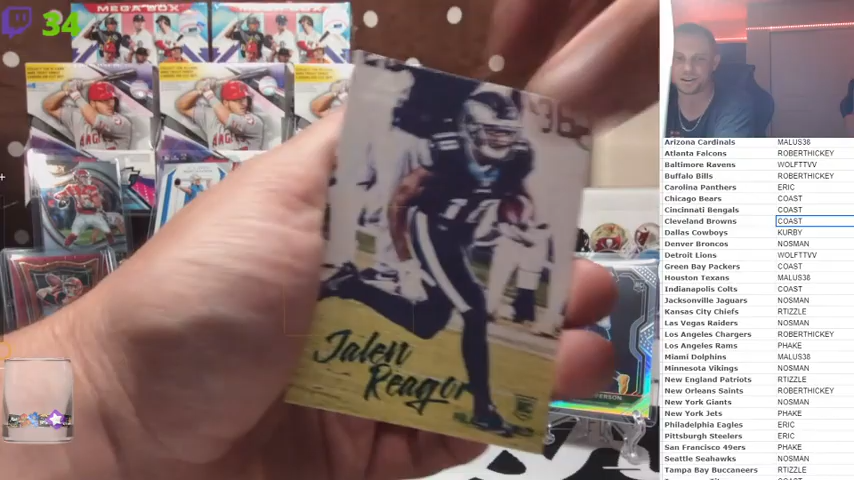 34
MEGA BOX
Jalen
Reagor
RC
Arizona Cardinals MALUS38
Atlanta Falcons ROBERTHICKEY
Baltimore Ravens WOLFTTVV
Buffalo Bills ROBERTHICKEY
Carolina Panthers ERIC
Chicago Bears COAST
Cincinnati Bengals COAST
Cleveland Browns COAST
Dallas Cowboys KURBY
Denver Broncos NOSMAN
Detroit Lions WOLFTTVV
Green Bay Packers COAST
Houston Texans MALUS38
Indianapolis Colts COAST
Jacksonville Jaguars NOSMAN
Kansas City Chiefs RTIZZLE
Las Vegas Raiders NOSMAN
Los Angeles Chargers ROBERTHICKEY
Los Angeles Rams PHAKE
Miami Dolphins MALUS38
Minnesota Vikings NOSMAN
New England Patriots RTIZZLE
New Orleans Saints ROBERTHICKEY
New York Giants NOSMAN
New York Jets PHAKE
Philadelphia Eagles ERIC
Pittsburgh Steelers ERIC
San Francisco 49ers PHAKE
Seattle Seahawks NOSMAN
Tampa Bay Buccaneers RTIZZLE